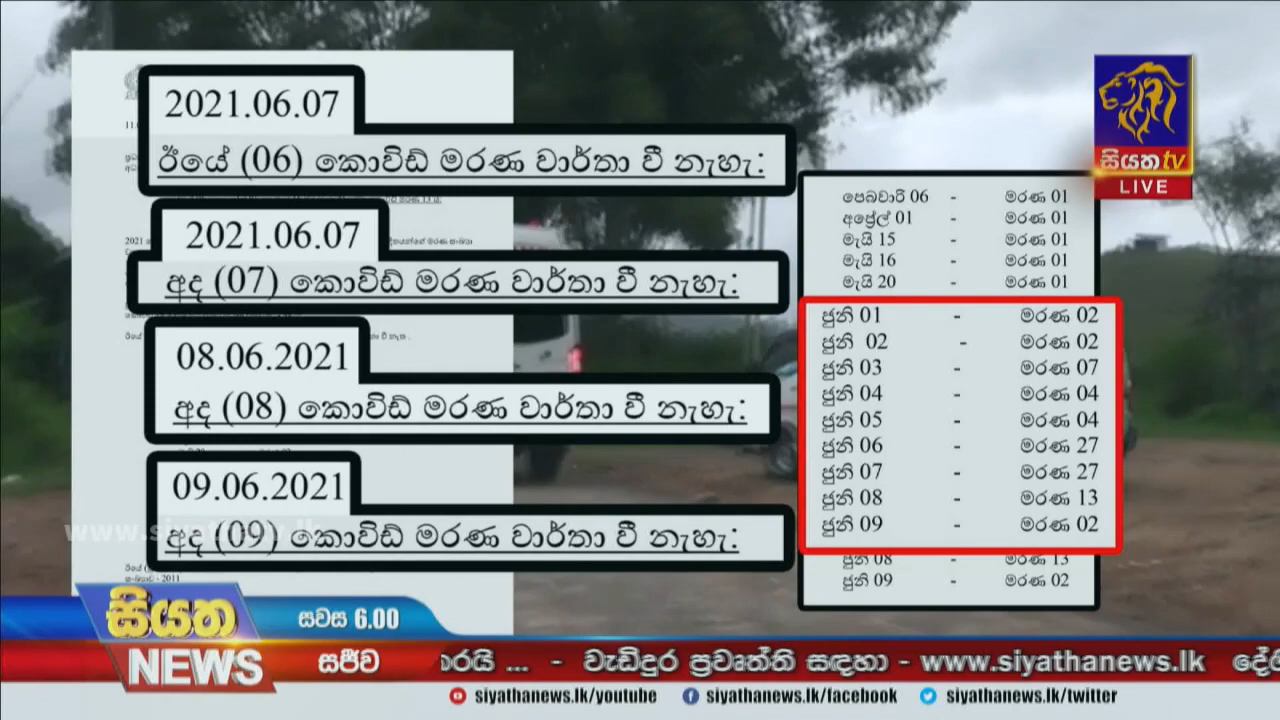 2021.06.07
ඊයේ (06) කොවිඩ් මරණ වාර්තා වී නැහැ:
2021.06.07
අද (07) කොවිඩ් මරණ වාර්තා වී නැහැ:
08.06.2021
අද (08) කොවිඩ් මරණ වාර්තා වී නැහැ:
09.06.2021
අද (09) කොවිඩ් මරණ වාර්තා වී නැහැ:
සංඛ්‍යාව - 2011
පෙබවාරි 06 - මරණ 01
අප්‍රේල් 01 - මරණ 01
මැයි 15 - මරණ 01
මැයි 16 - මරණ 01
මැයි 20 - මරණ 01
ජුනි 01 - මරණ 02
ජුනි 02 - මරණ 02
ජුනි 03 - මරණ 07
ජුනි 04 - මරණ 04
ජුනි 05 - මරණ 04
ජුනි 06 - මරණ 27
ජුනි 07 - මරණ 27
ජුනි 08 - මරණ 13
ජුනි 09 - මරණ 02
ජුනි 08 - මරණ 13
ජුනි 09 - මරණ 02
සියත tv
LIVE
www.siyathatv.lk
සියත
NEWS
සවස 6.00
සජීව
... - වැඩිදුර ප්‍රවෘත්ති සඳහා - www.siyathanews.lk
siyathanews.lk/youtube
siyathanews.lk/facebook
siyathanews.lk/twitter